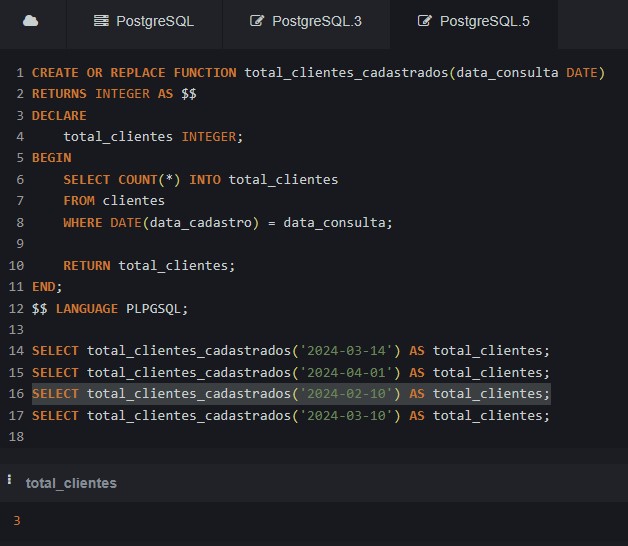 PostgreSQL PostgreSQL.3 PostgreSQL.5
1 CREATE OR REPLACE FUNCTION total_clientes_cadastrados(data_consulta DATE)
2 RETURNS INTEGER AS $$
3 DECLARE
4     total_clientes INTEGER;
5 BEGIN
6     SELECT COUNT(*) INTO total_clientes
7     FROM clientes
8     WHERE DATE(data_cadastro) = data_consulta;
9
10     RETURN total_clientes;
11 END;
12 $$ LANGUAGE PLPGSQL;
13
14 SELECT total_clientes_cadastrados('2024-03-14') AS total_clientes;
15 SELECT total_clientes_cadastrados('2024-04-01') AS total_clientes;
16 SELECT total_clientes_cadastrados('2024-02-10') AS total_clientes;
17 SELECT total_clientes_cadastrados('2024-03-10') AS total_clientes;
18
total_clientes
3